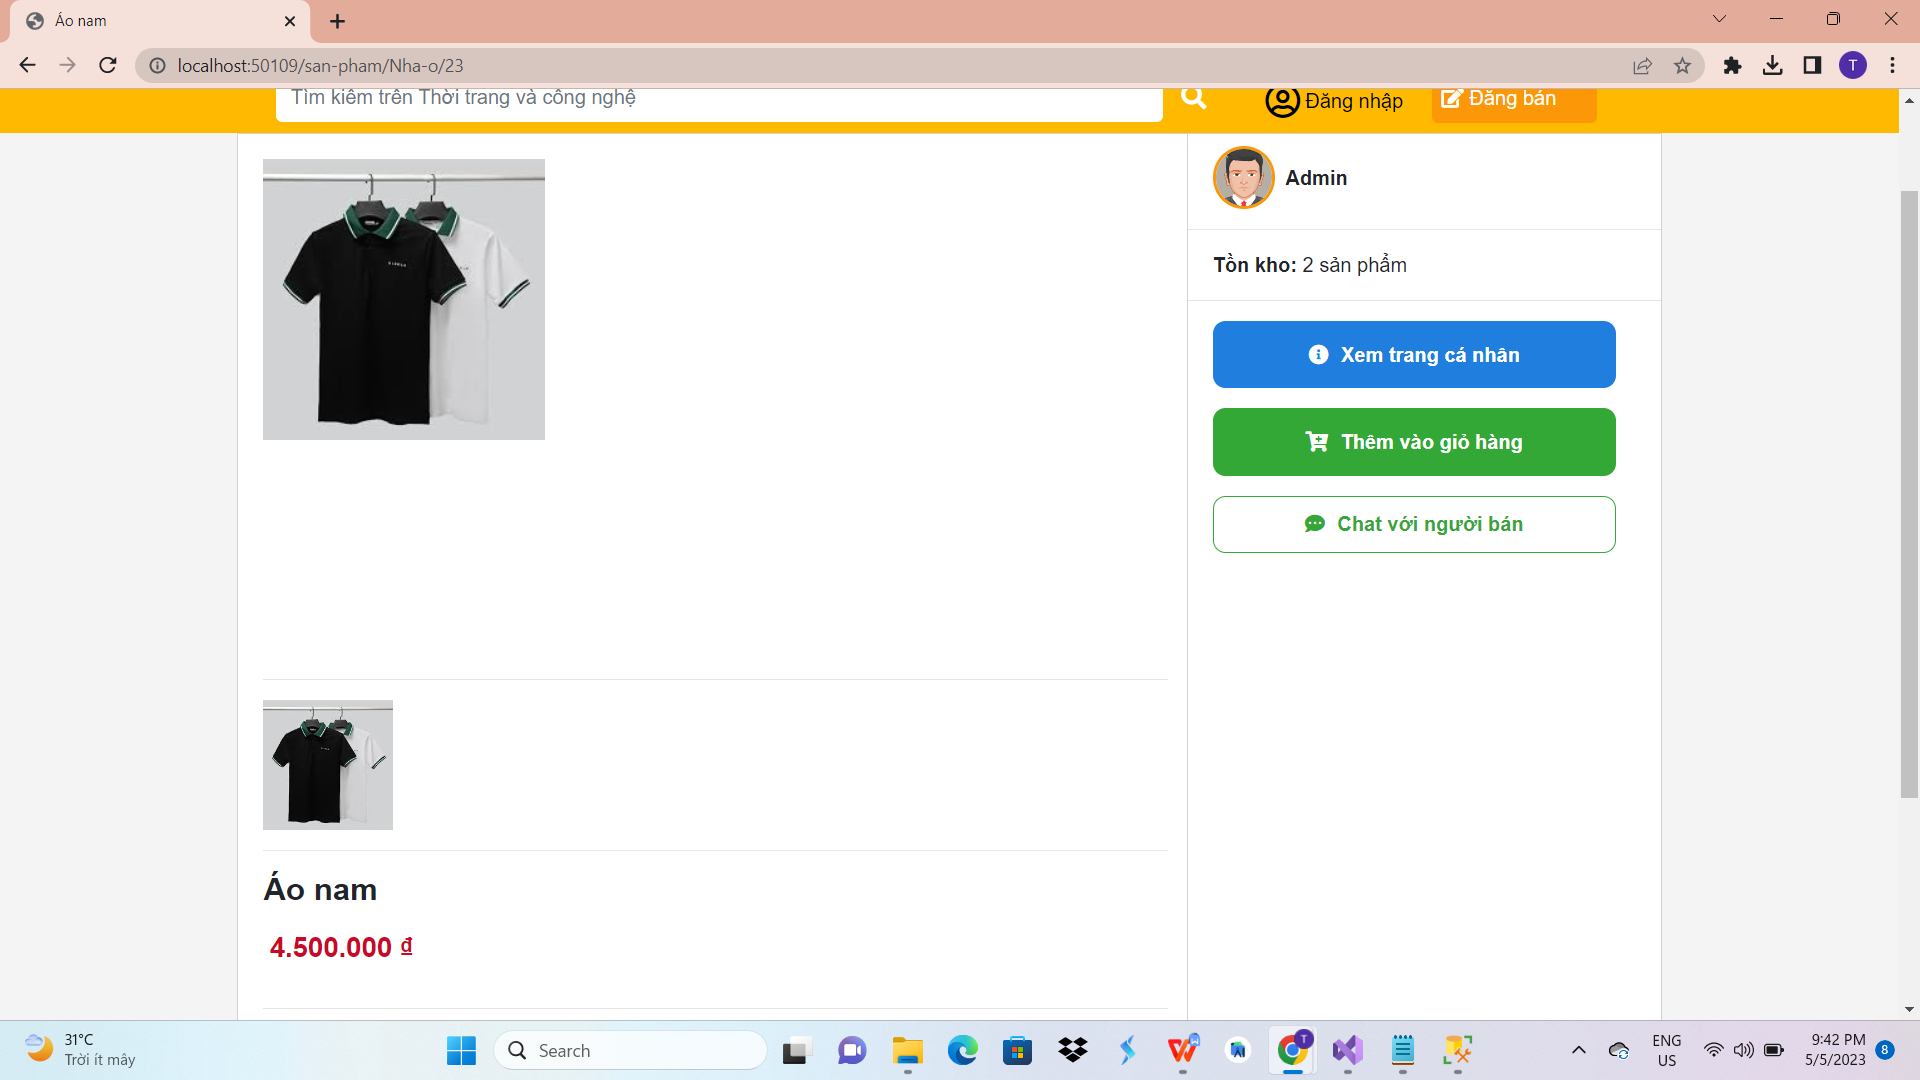 Áo nam
localhost:50109/san-pham/Nha-o/23
T
Tìm kiếm trên Thời trang và công nghệ
Đăng nhập
Đăng bán
Admin
Tồn kho: 2 sản phẩm
Xem trang cá nhân
Thêm vào giỏ hàng
Chat với người bán
Áo nam
4.500.000 ₫
31°C
Trời ít mây
Search
T
ENG
US
9:42 PM
5/5/2023
8